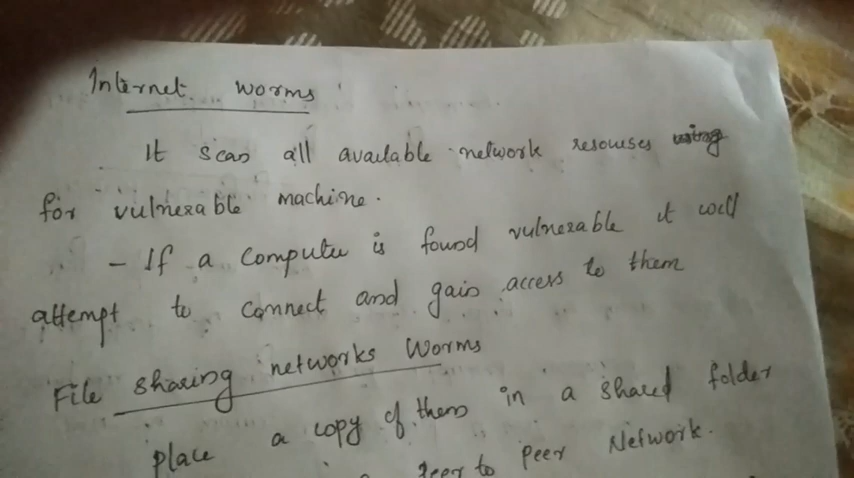 Internet worms
It scan all available network resouses
for vulnerable machine.
- If a computer is found vulnerable it will
attempt to connect and gain access to them
File sharing networks Worms
place a copy of them in a shared folder
peer to peer Network.